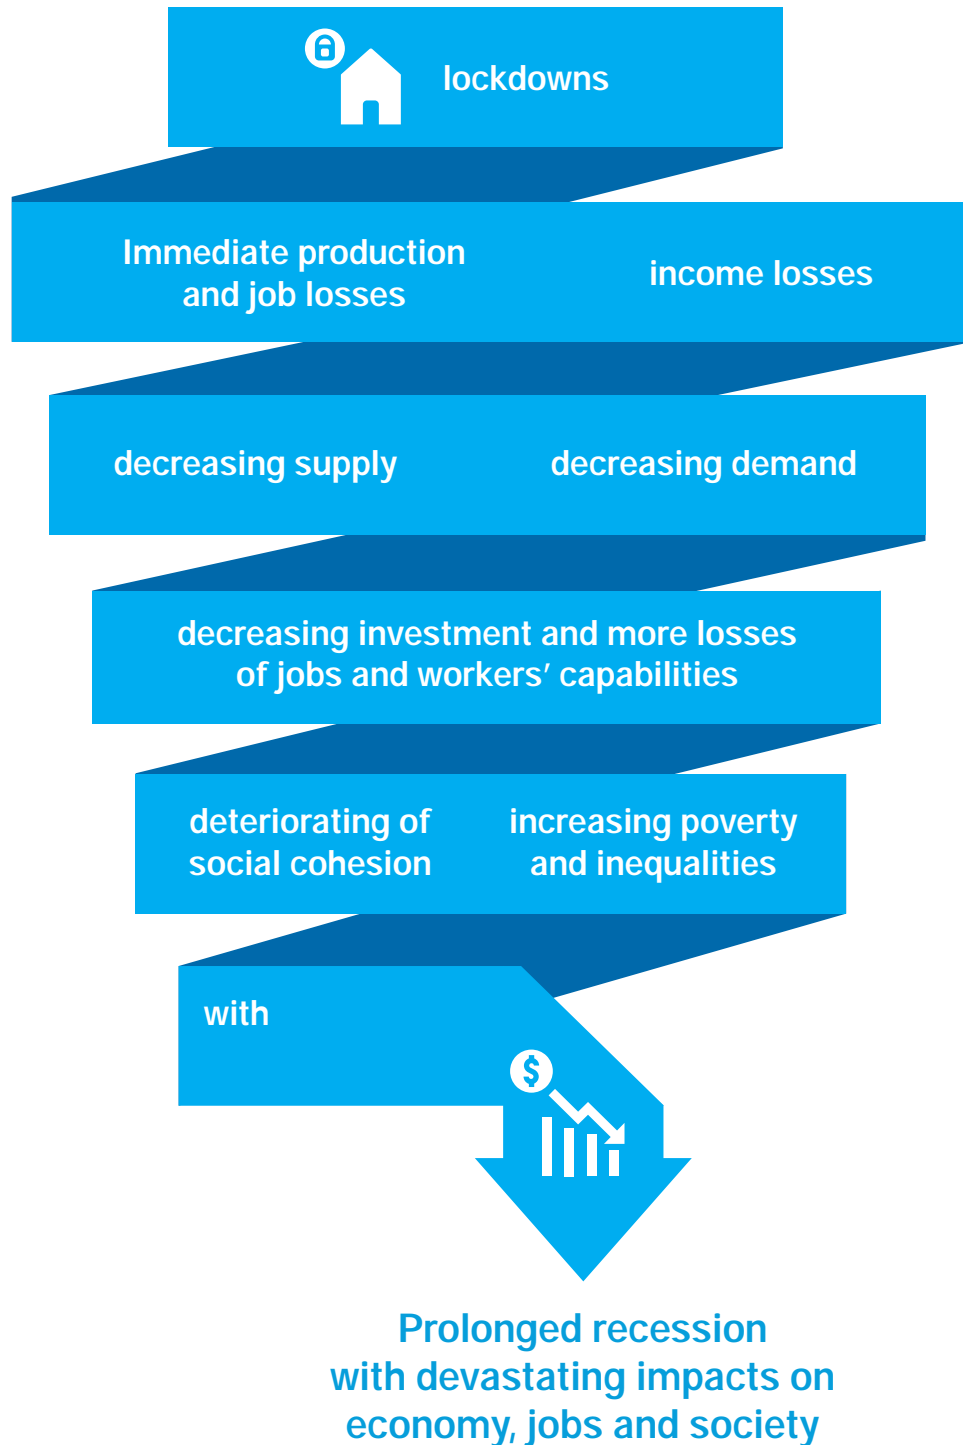 lockdowns
Immediate production
and job losses
income losses
decreasing supply
decreasing demand
decreasing investment and more losses
of jobs and workers’ capabilities
deteriorating of
social cohesion
increasing poverty
and inequalities
with
$
Prolonged recession
with devastating impacts on
economy, jobs and society